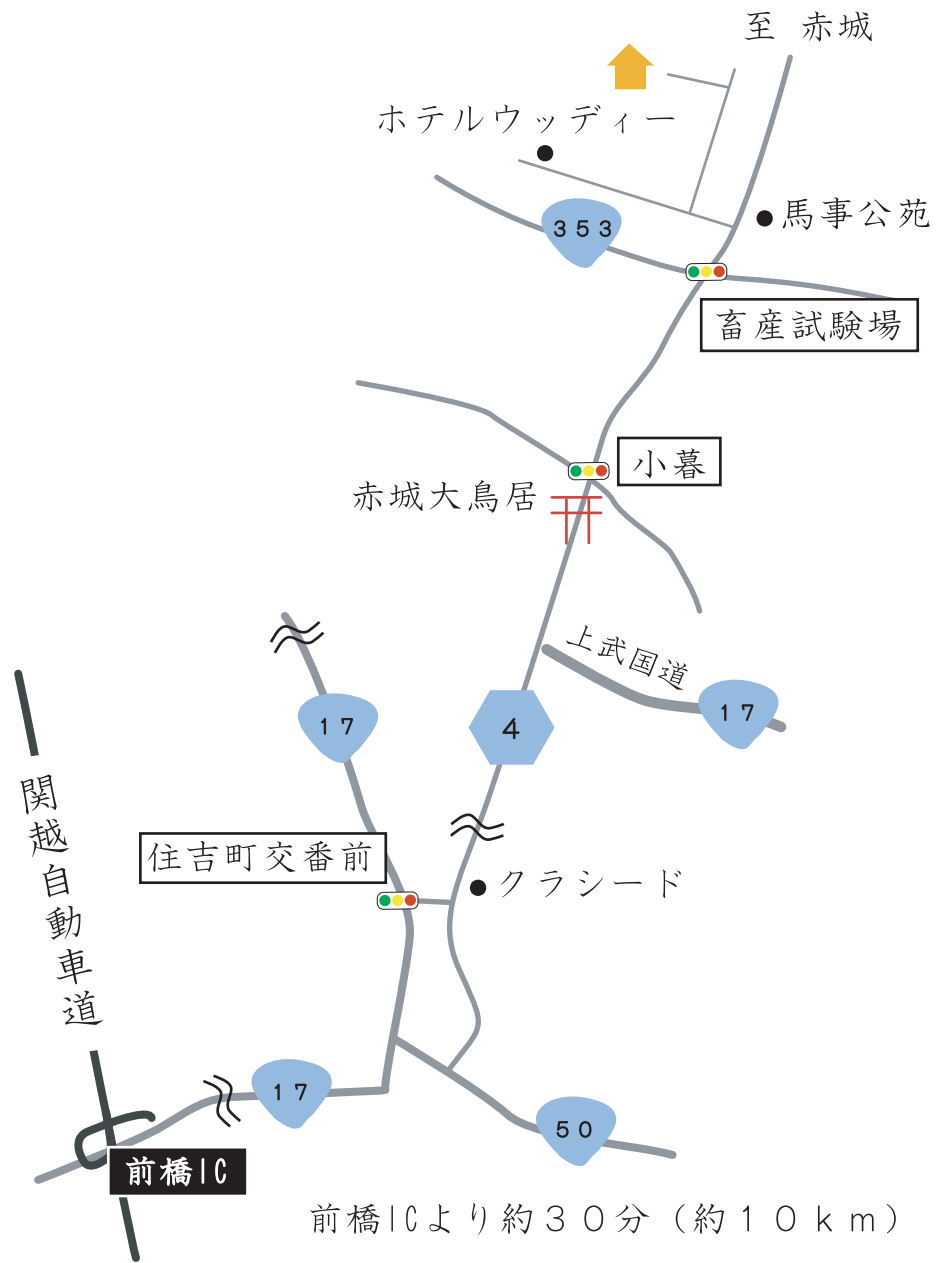 至 赤城
ホテルウッディー
馬事公苑
353
畜産試験場
小暮
赤城大鳥居
上武国道
17
17
4
関越自動車道
住吉町交番前
クラシード
17
50
前橋IC
前橋ICより約30分(約10km)